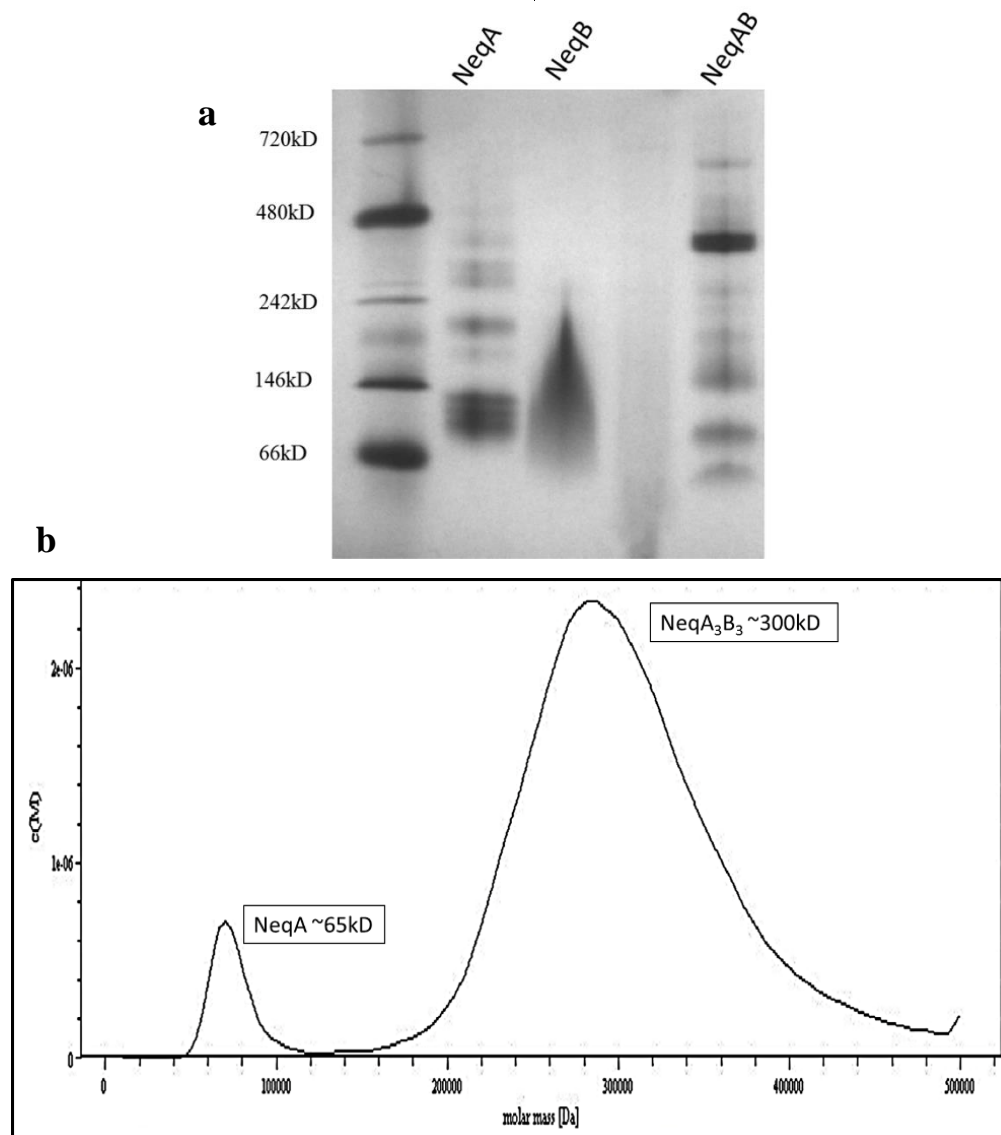 NeqA NeqB NeqAB
a
720kD
480kD
242kD
146kD
66kD
b
NeqA₃B₃ ~300kD
2e-06
c(M)
1e-06
NeqA ~65kD
0
0 100000 200000 300000 400000 500000
molar mass [Da]